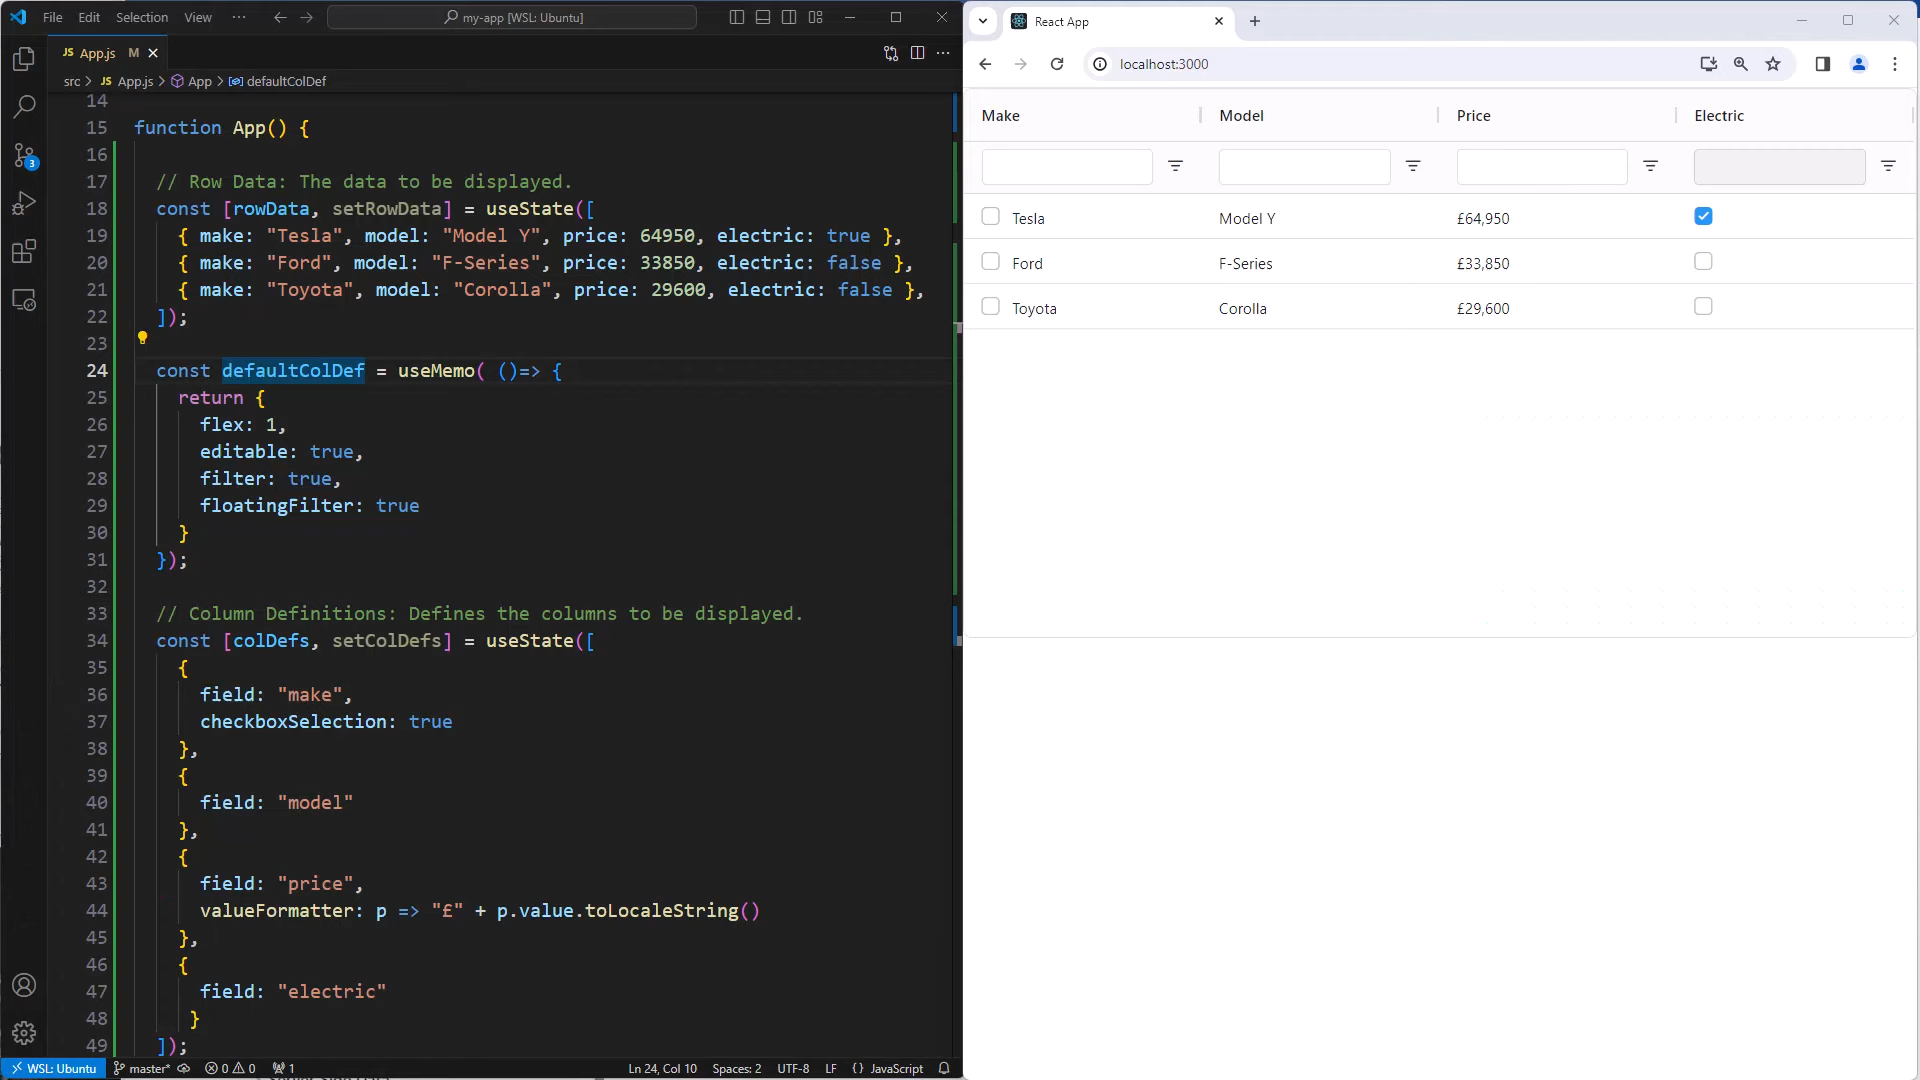 File Edit Selection View ··· my-app [WSL: Ubuntu]
JS App.js M
src > JS App.js > App > defaultColDef
14
15 function App() {
16
17 // Row Data: The data to be displayed.
18 const [rowData, setRowData] = useState([
19 { make: "Tesla", model: "Model Y", price: 64950, electric: true },
20 { make: "Ford", model: "F-Series", price: 33850, electric: false },
21 { make: "Toyota", model: "Corolla", price: 29600, electric: false },
22 ]);
23
24 const defaultColDef = useMemo( ()=> {
25 return {
26 flex: 1,
27 editable: true,
28 filter: true,
29 floatingFilter: true
30 }
31 });
32
33 // Column Definitions: Defines the columns to be displayed.
34 const [colDefs, setColDefs] = useState([
35 {
36 field: "make",
37 checkboxSelection: true
38 },
39 {
40 field: "model"
41 },
42 {
43 field: "price",
44 valueFormatter: p => "£" + p.value.toLocaleString()
45 },
46 {
47 field: "electric"
48 }
49 ]);
3
WSL: Ubuntu master* 0 0 1 Ln 24, Col 10 Spaces: 2 UTF-8 LF {} JavaScript
React App
localhost:3000
Make Model Price Electric
Tesla Model Y £64,950
Ford F-Series £33,850
Toyota Corolla £29,600